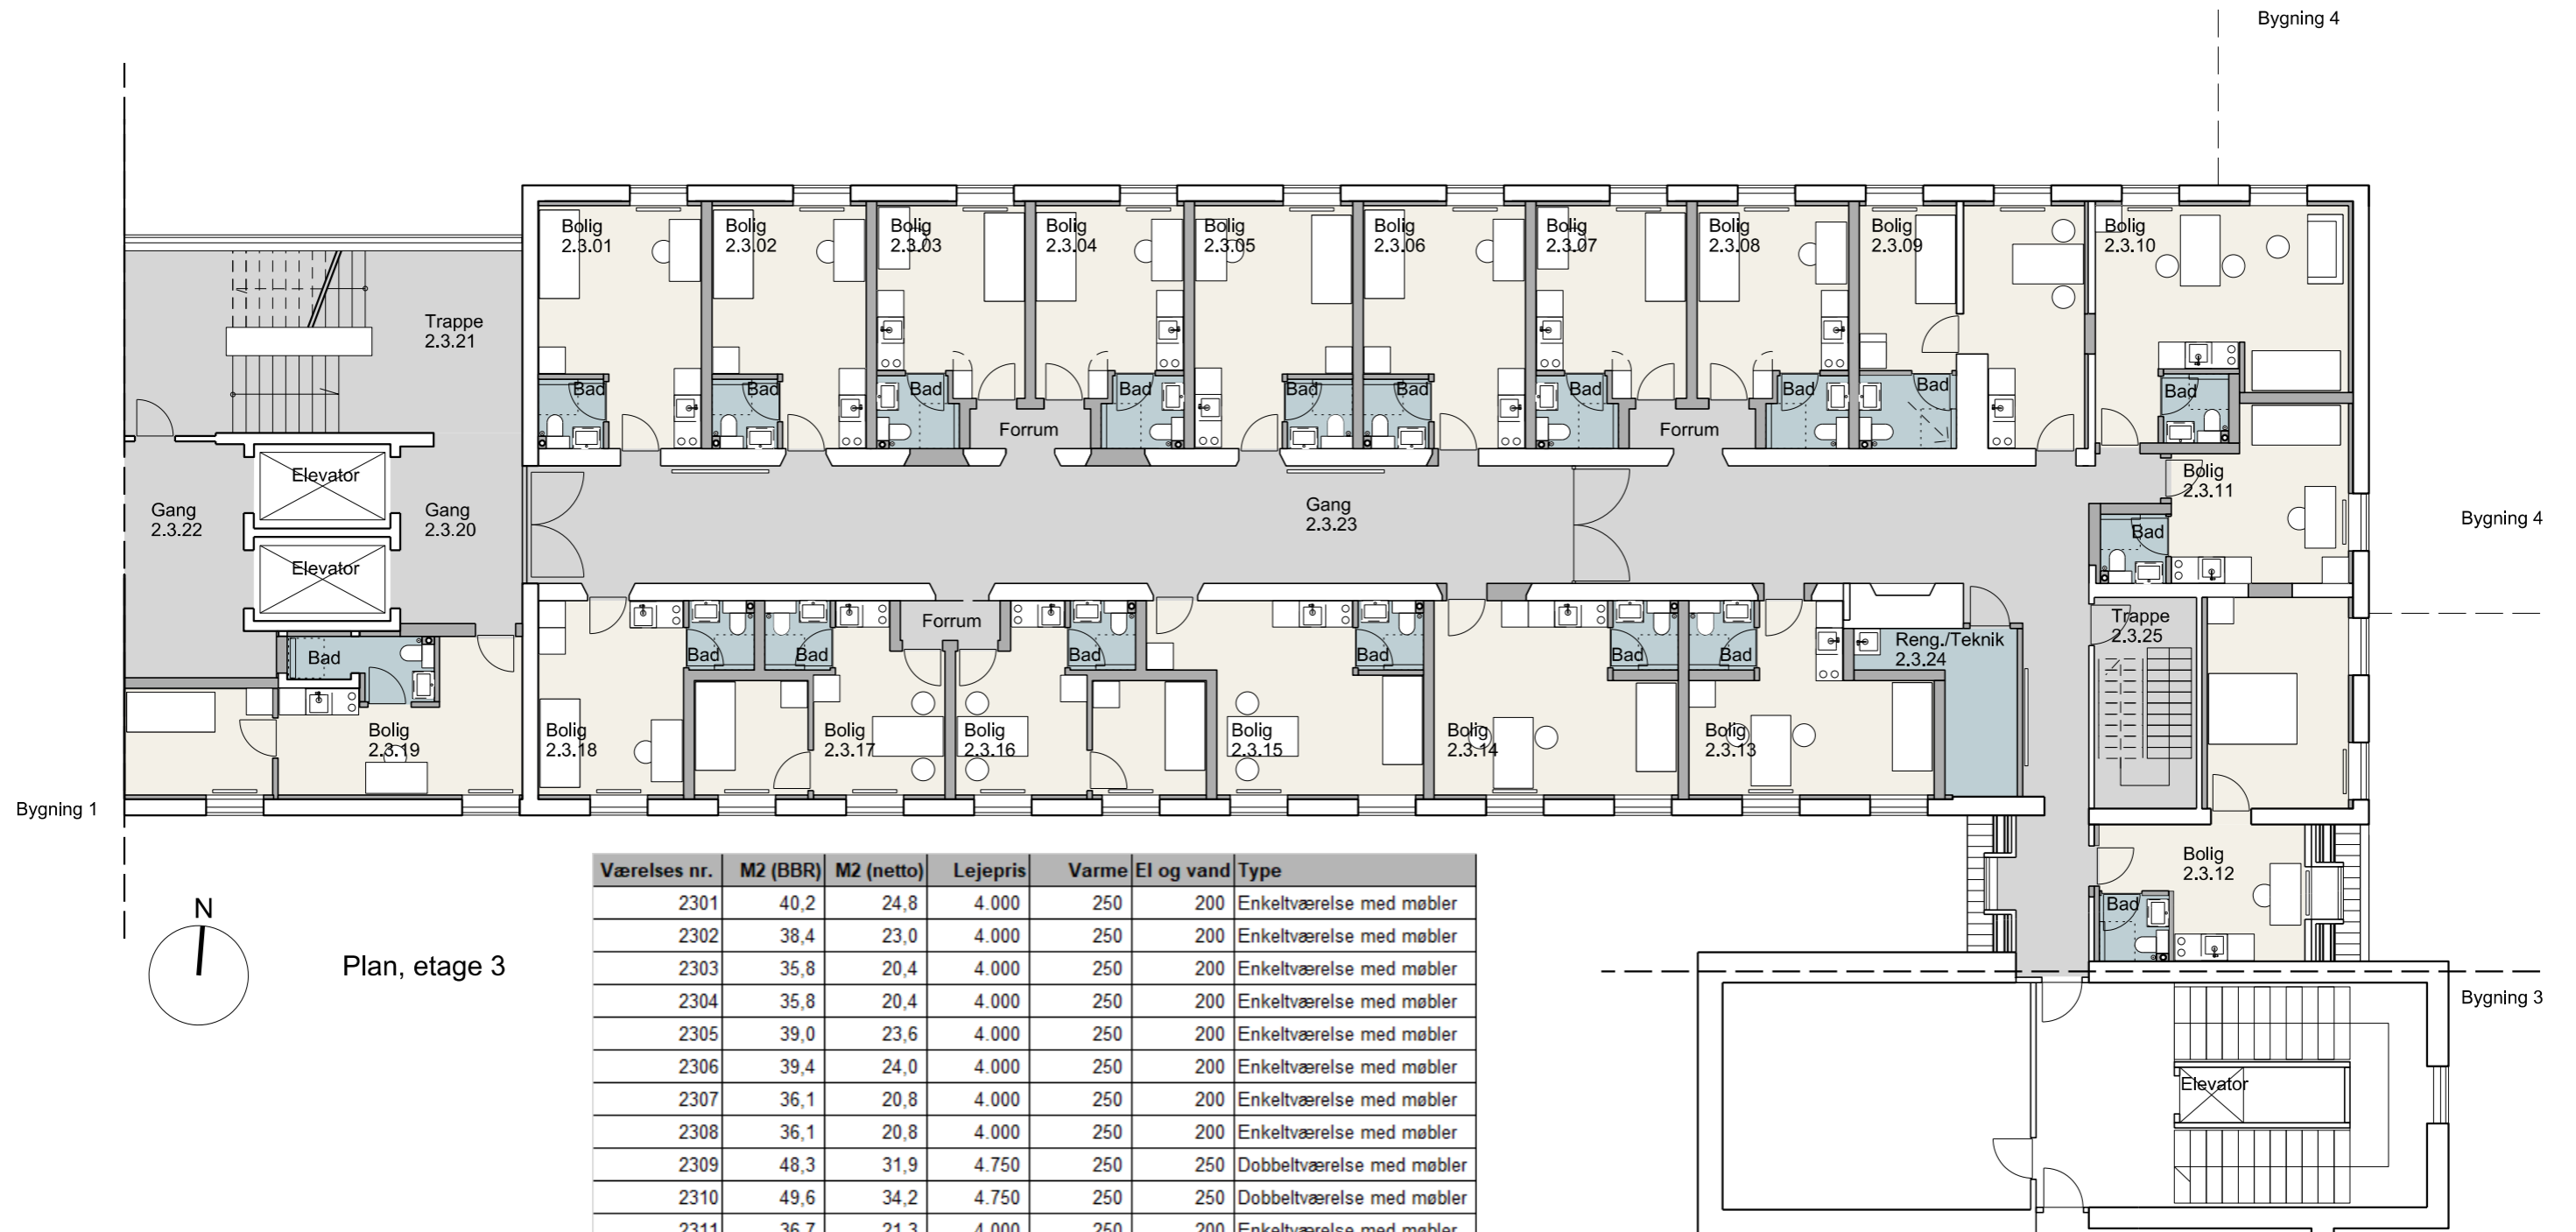 Bygning 4
Bolig
2.3.01
Bolig
2.3.02
Bolig
2.3.03
Bolig
2.3.04
Bolig
2.3.05
Bolig
2.3.06
Bolig
2.3.07
Bolig
2.3.08
Bolig
2.3.09
Bolig
2.3.10
Trappe
2.3.21
Bad
Bad
Bad
Bad
Bad
Bad
Bad
Bad
Bad
Bad
Forrum
Forrum
Elevator
Bolig
2.3.11
Gang
2.3.22
Gang
2.3.20
Gang
2.3.23
Bygning 4
Bad
Elevator
Forrum
Trappe
2.3.25
Reng./Teknik
2.3.24
Bad
Bad
Bad
Bad
Bad
Bad
Bad
Bolig
2.3.19
Bolig
2.3.18
Bolig
2.3.17
Bolig
2.3.16
Bolig
2.3.15
Bolig
2.3.14
Bolig
2.3.13
Bygning 1
Bolig
2.3.12
Bad
N
Plan, etage 3
Bygning 3
Elevator
Værelses nr. M2 (BBR) M2 (netto) Lejepris Varme El og vand Type
2301 40,2 24,8 4.000 250 200 Enkeltværelse med møbler
2302 38,4 23,0 4.000 250 200 Enkeltværelse med møbler
2303 35,8 20,4 4.000 250 200 Enkeltværelse med møbler
2304 35,8 20,4 4.000 250 200 Enkeltværelse med møbler
2305 39,0 23,6 4.000 250 200 Enkeltværelse med møbler
2306 39,4 24,0 4.000 250 200 Enkeltværelse med møbler
2307 36,1 20,8 4.000 250 200 Enkeltværelse med møbler
2308 36,1 20,8 4.000 250 200 Enkeltværelse med møbler
2309 48,3 31,9 4.750 250 250 Dobbeltværelse med møbler
2310 49,6 34,2 4.750 250 250 Dobbeltværelse med møbler
2311 36,7 21,3 4.000 250 200 Enkeltværelse med møbler